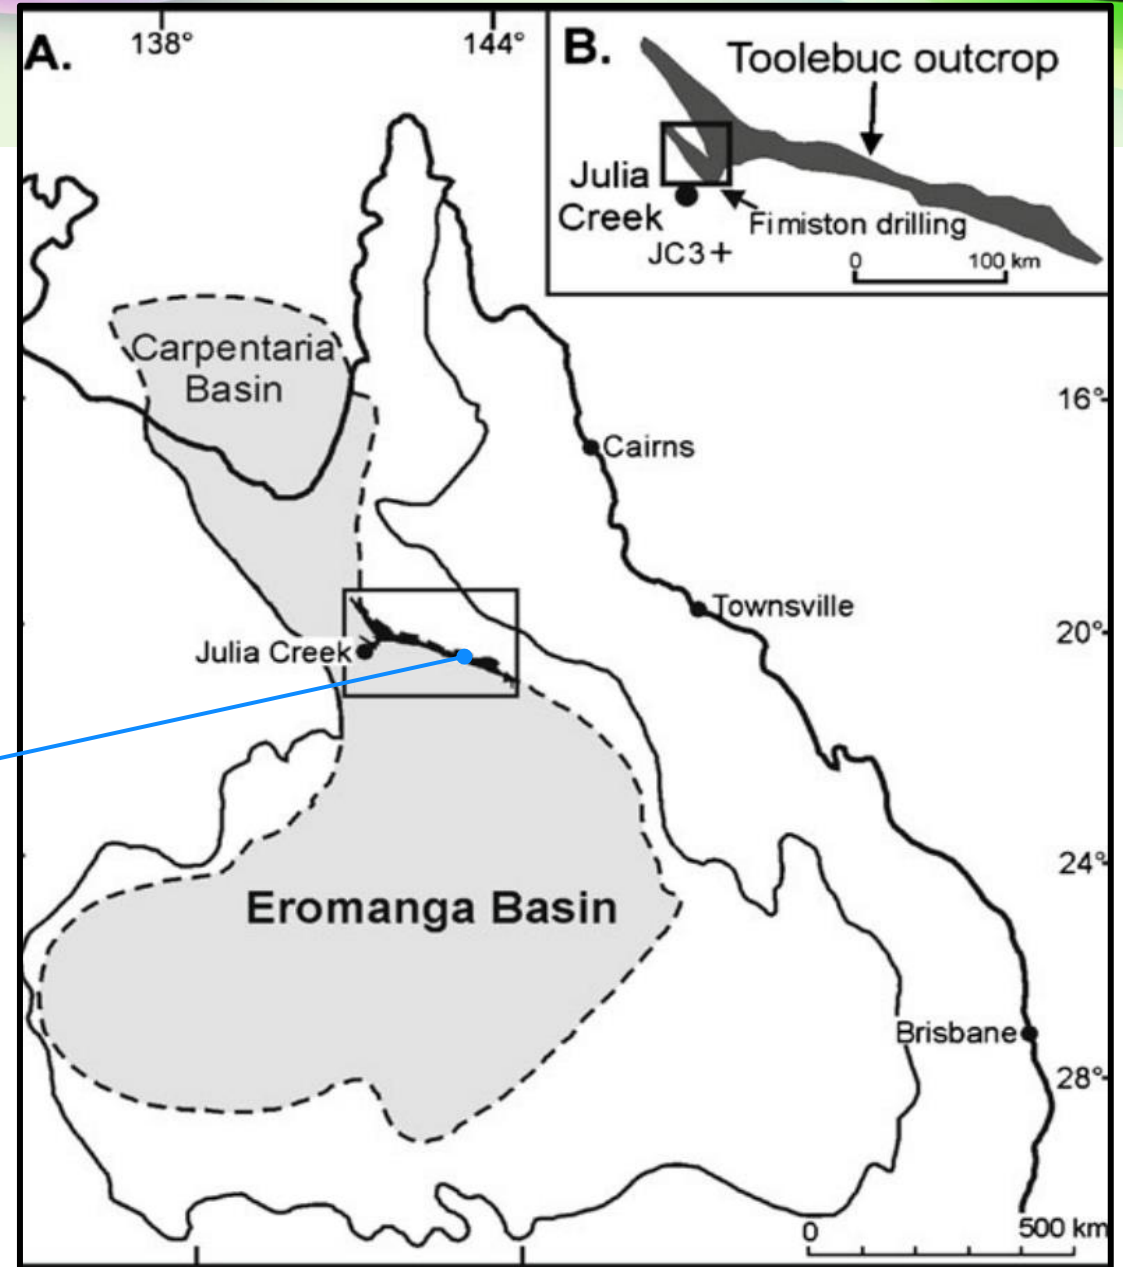 A.
138°
144°
B.
Toolebuc outcrop
Julia
Creek
Fimiston drilling
JC3+
0
100 km
Carpentaria
Basin
16°
Cairns
Townsville
20°
Julia Creek
24°
Eromanga Basin
Brisbane
28°
0
500 km